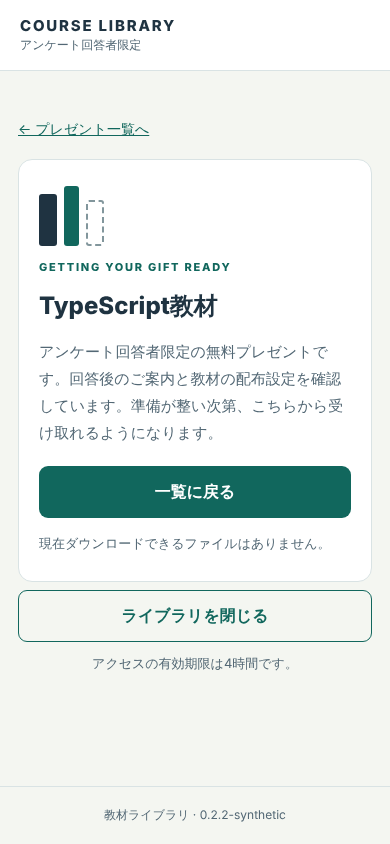 COURSE LIBRARY
アンケート回答者限定
← プレゼント一覧へ
GETTING YOUR GIFT READY
TypeScript教材
アンケート回答者限定の無料プレゼントで
す。回答後のご案内と教材の配布設定を確認
しています。準備が整い次第、こちらから受
け取れるようになります。
一覧に戻る
現在ダウンロードできるファイルはありません。
ライブラリを閉じる
アクセスの有効期限は4時間です。
教材ライブラリ · 0.2.2-synthetic